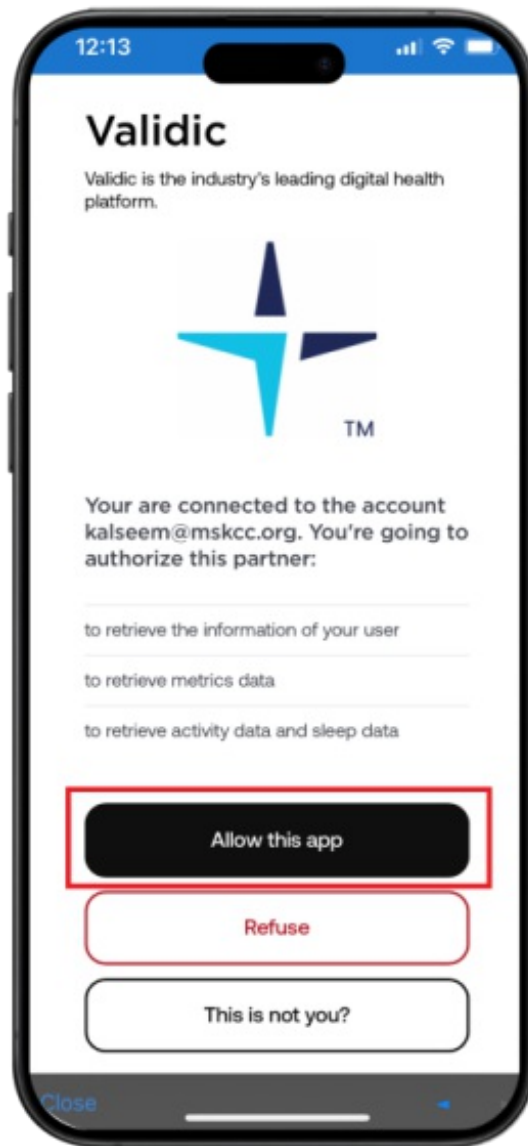 12:13
Validic
Validic is the industry's leading digital health
platform.
TM
Your are connected to the account
kalseem@mskcc.org. You're going to
authorize this partner:
to retrieve the information of your user
to retrieve metrics data
to retrieve activity data and sleep data
Allow this app
Refuse
This is not you?
Close